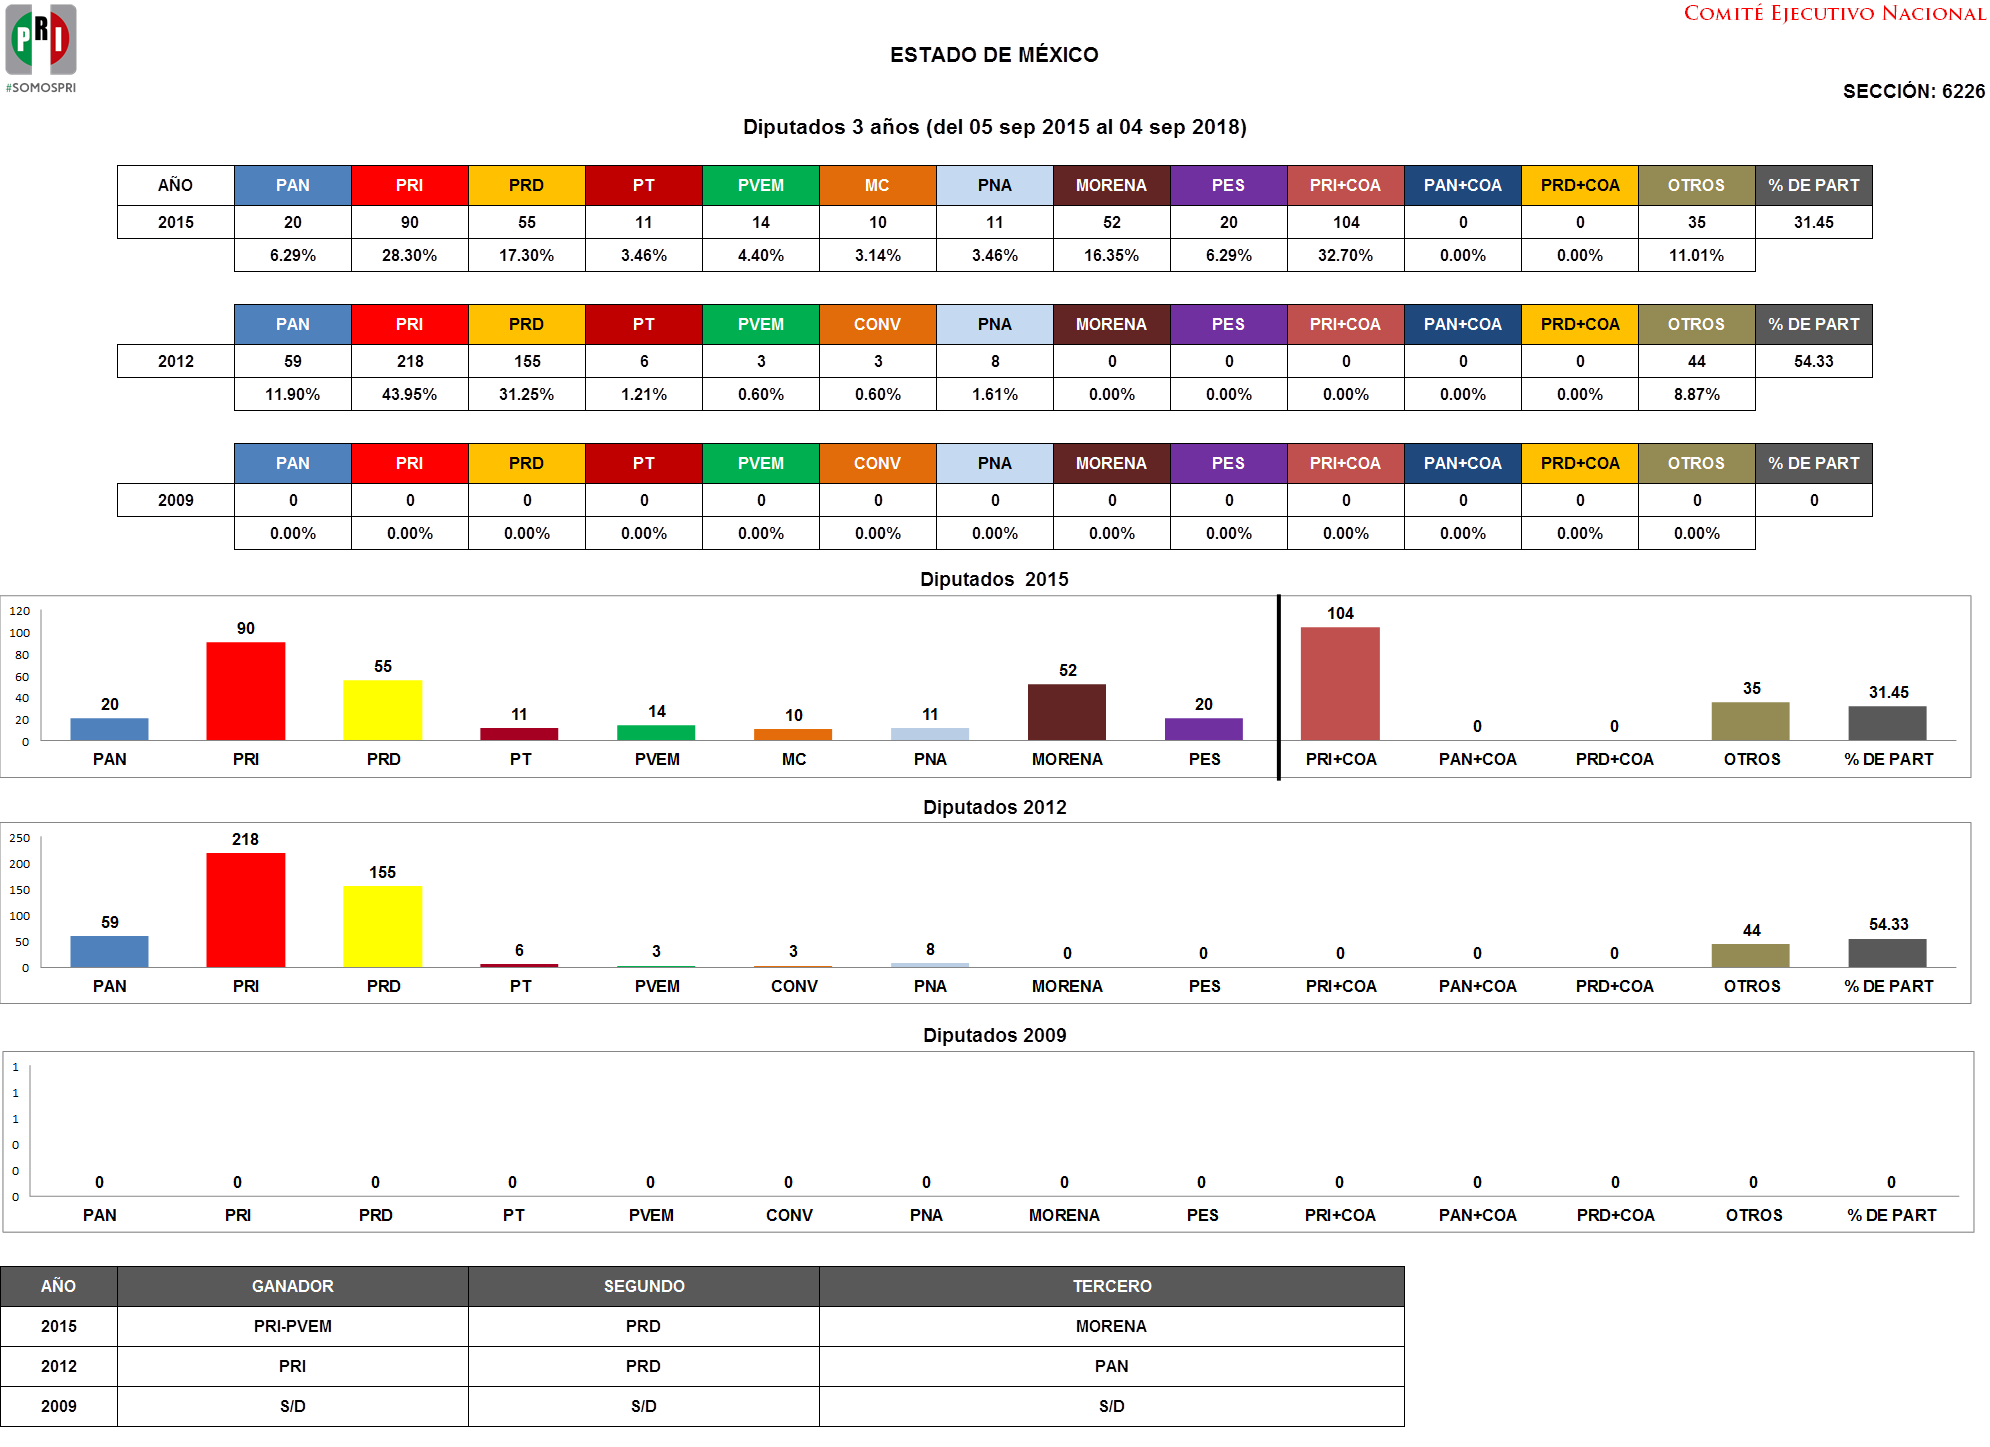 PRI
#SOMOSPRI
COMITÉ EJECUTIVO NACIONAL
ESTADO DE MÉXICO
SECCIÓN: 6226
Diputados 3 años (del 05 sep 2015 al 04 sep 2018)
AÑO PAN PRI PRD PT PVEM MC PNA MORENA PES PRI+COA PAN+COA PRD+COA OTROS % DE PART
2015 20 90 55 11 14 10 11 52 20 104 0 0 35 31.45
6.29% 28.30% 17.30% 3.46% 4.40% 3.14% 3.46% 16.35% 6.29% 32.70% 0.00% 0.00% 11.01%
PAN PRI PRD PT PVEM CONV PNA MORENA PES PRI+COA PAN+COA PRD+COA OTROS % DE PART
2012 59 218 155 6 3 3 8 0 0 0 0 0 44 54.33
11.90% 43.95% 31.25% 1.21% 0.60% 0.60% 1.61% 0.00% 0.00% 0.00% 0.00% 0.00% 8.87%
PAN PRI PRD PT PVEM CONV PNA MORENA PES PRI+COA PAN+COA PRD+COA OTROS % DE PART
2009 0 0 0 0 0 0 0 0 0 0 0 0 0 0
0.00% 0.00% 0.00% 0.00% 0.00% 0.00% 0.00% 0.00% 0.00% 0.00% 0.00% 0.00% 0.00%
Diputados 2015
120
100
80
60
40
20
0
20 90 55 11 14 10 11 52 20 104 0 0 35 31.45
PAN PRI PRD PT PVEM MC PNA MORENA PES PRI+COA PAN+COA PRD+COA OTROS % DE PART
Diputados 2012
250
200
150
100
50
0
59 218 155 6 3 3 8 0 0 0 0 0 44 54.33
PAN PRI PRD PT PVEM CONV PNA MORENA PES PRI+COA PAN+COA PRD+COA OTROS % DE PART
Diputados 2009
1
1
1
0
0
0
0 0 0 0 0 0 0 0 0 0 0 0 0 0
PAN PRI PRD PT PVEM CONV PNA MORENA PES PRI+COA PAN+COA PRD+COA OTROS % DE PART
AÑO GANADOR SEGUNDO TERCERO
2015 PRI-PVEM PRD MORENA
2012 PRI PRD PAN
2009 S/D S/D S/D